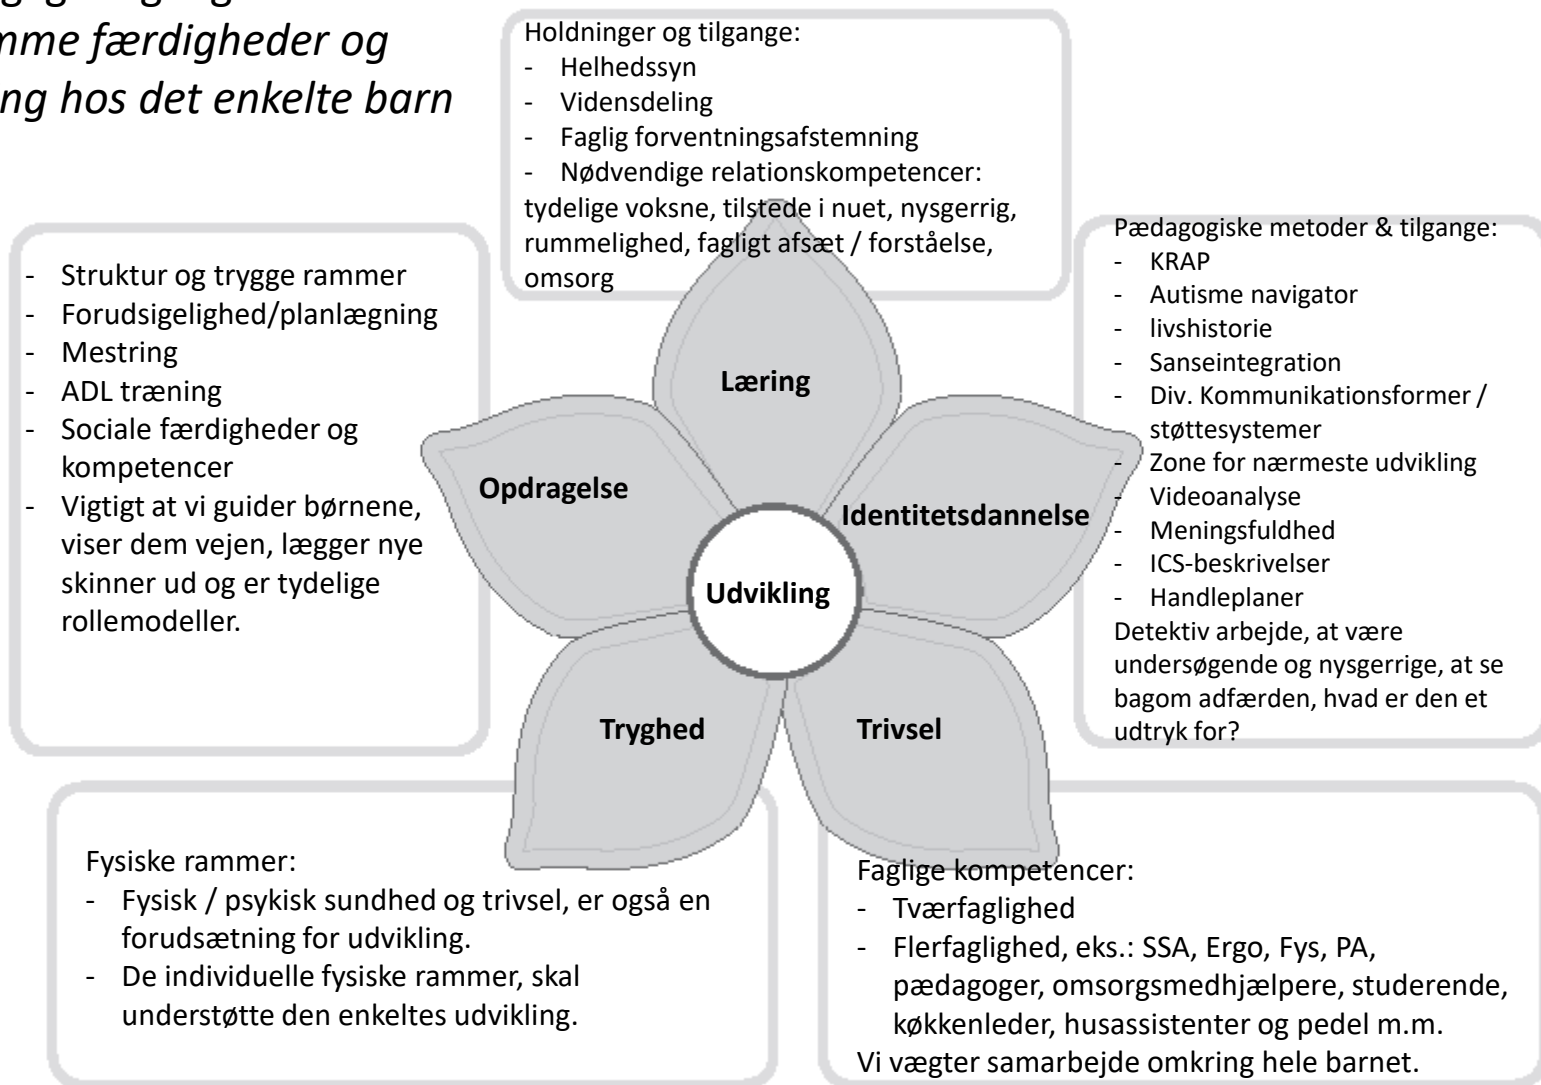 mme færdigheder og
ng hos det enkelte barn
Holdninger og tilgange:
- Helhedssyn
- Vidensdeling
- Faglig forventningsafstemning
- Nødvendige relationskompetencer:
tydelige voksne, tilstede i nuet, nysgerrig,
rummelighed, fagligt afsæt / forståelse,
omsorg
- Struktur og trygge rammer
- Forudsigelighed/planlægning
- Mestring
- ADL træning
- Sociale færdigheder og
kompetencer
- Vigtigt at vi guider børnene,
viser dem vejen, lægger nye
skinner ud og er tydelige
rollemodeller.
Pædagogiske metoder & tilgange:
- KRAP
- Autisme navigator
- livshistorie
- Sanseintegration
- Div. Kommunikationsformer /
støttesystemer
- Zone for nærmeste udvikling
- Videoanalyse
- Meningsfuldhed
- ICS-beskrivelser
- Handleplaner
Detektiv arbejde, at være
undersøgende og nysgerrige, at se
bagom adfærden, hvad er den et
udtryk for?
Læring
Opdragelse
Identitetsdannelse
Udvikling
Tryghed
Trivsel
Fysiske rammer:
- Fysisk / psykisk sundhed og trivsel, er også en
forudsætning for udvikling.
- De individuelle fysiske rammer, skal
understøtte den enkeltes udvikling.
Faglige kompetencer:
- Tværfaglighed
- Flerfaglighed, eks.: SSA, Ergo, Fys, PA,
pædagoger, omsorgsmedhjælpere, studerende,
køkkenleder, husassistenter og pedel m.m.
Vi vægter samarbejde omkring hele barnet.